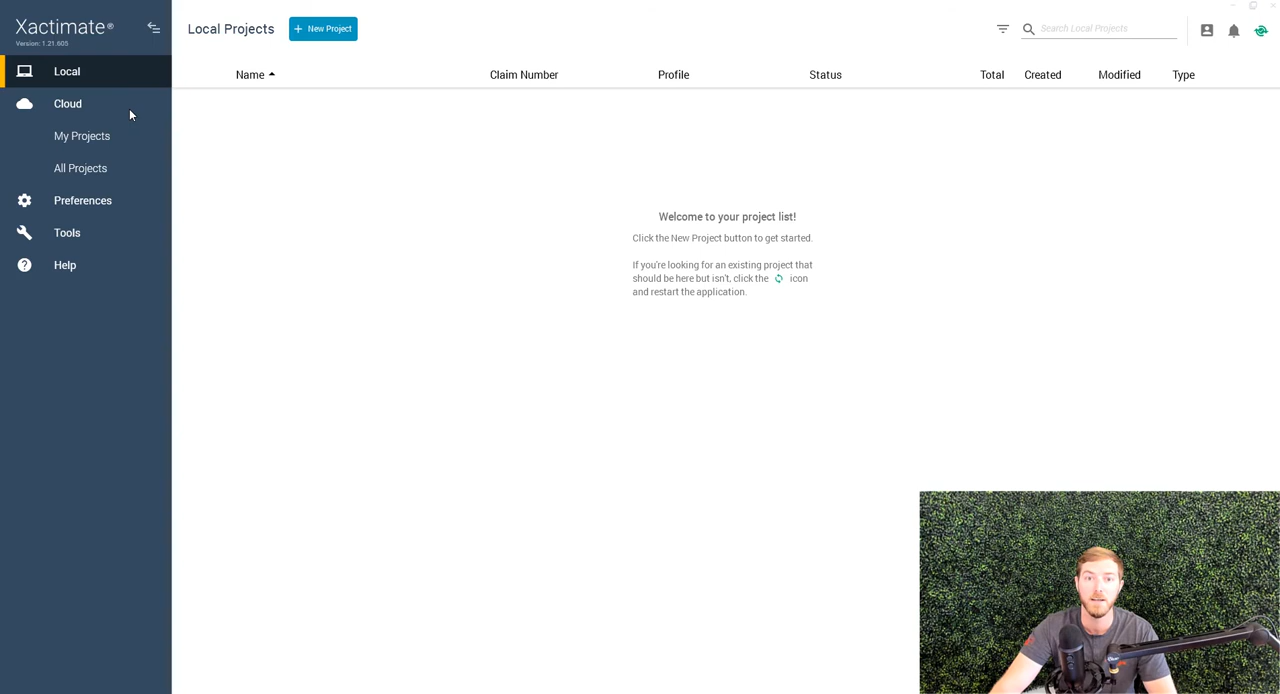 Xactimate®
Version: 1.21.605
Local
Cloud
My Projects
All Projects
Preferences
Tools
Help
Local Projects
+ New Project
Search Local Projects
Name
Claim Number
Profile
Status
Total
Created
Modified
Type
Welcome to your project list!
Click the New Project button to get started.
If you're looking for an existing project that
should be here but isn't, click the icon
and restart the application.